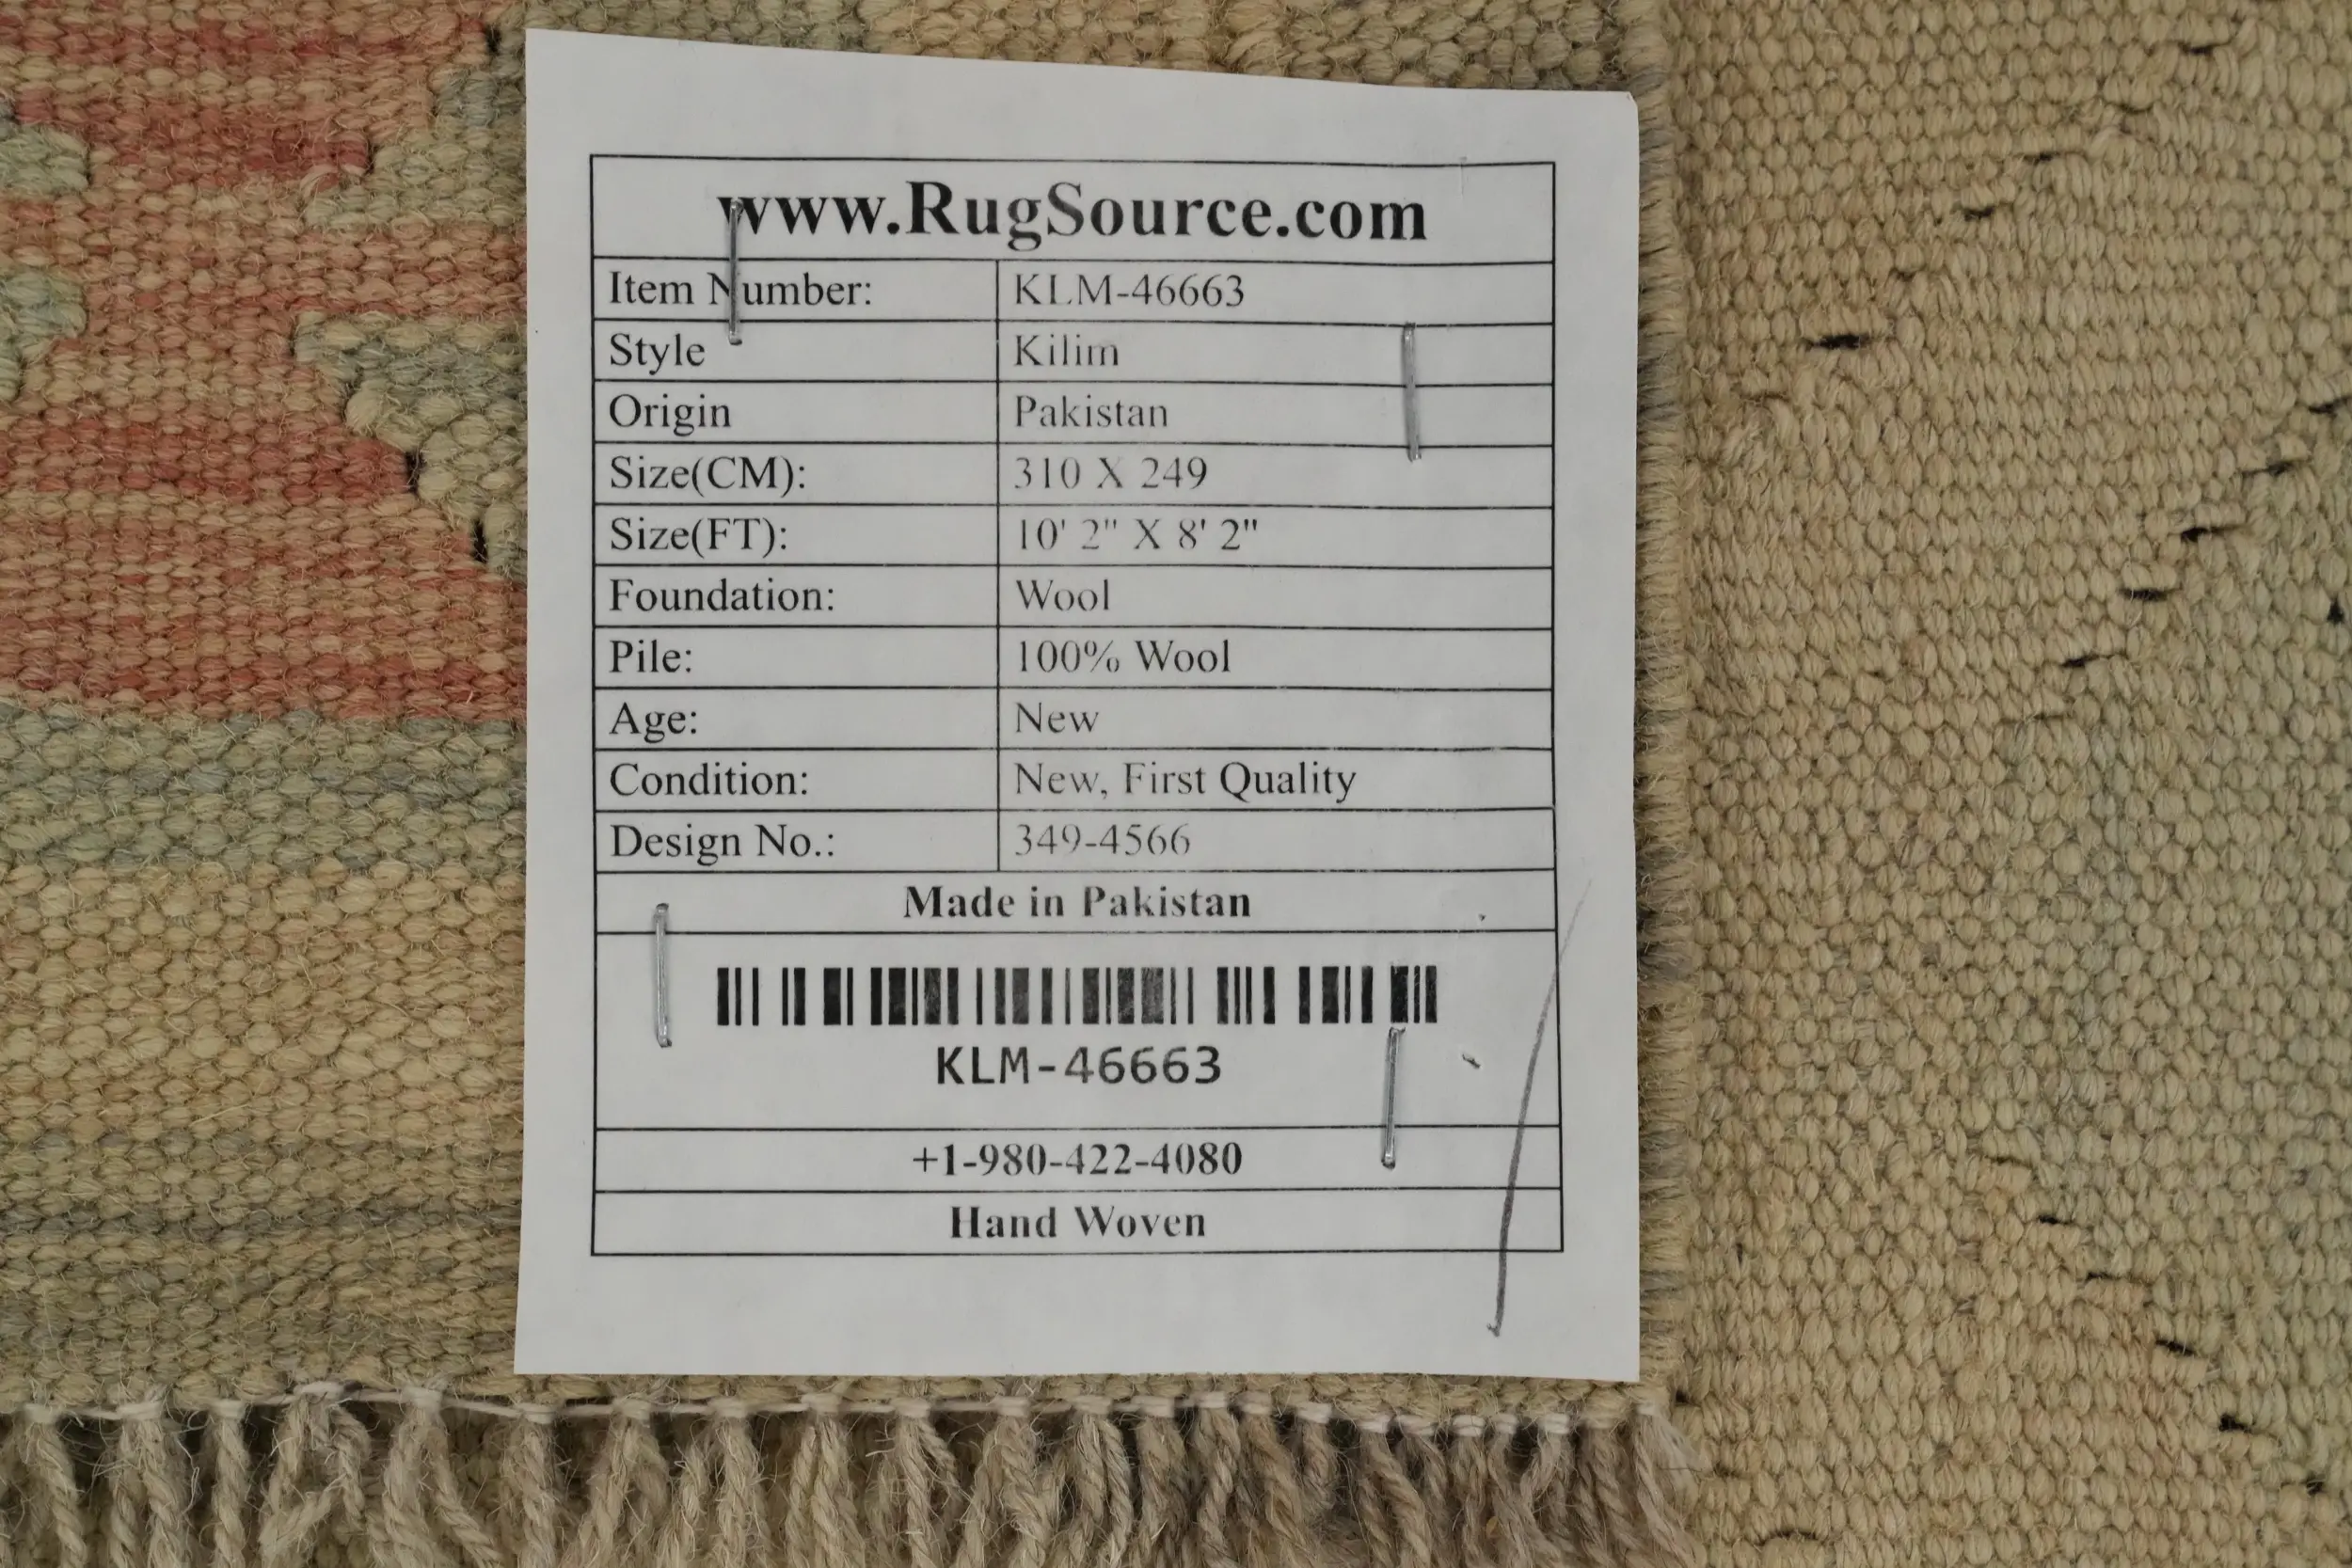 www.RugSource.com
Item Number: KLM-46663
Style Kilim
Origin Pakistan
Size(CM): 310 X 249
Size(FT): 10' 2" X 8' 2"
Foundation: Wool
Pile: 100% Wool
Age: New
Condition: New, First Quality
Design No.: 349-4566
Made in Pakistan
KLM-46663
+1-980-422-4080
Hand Woven